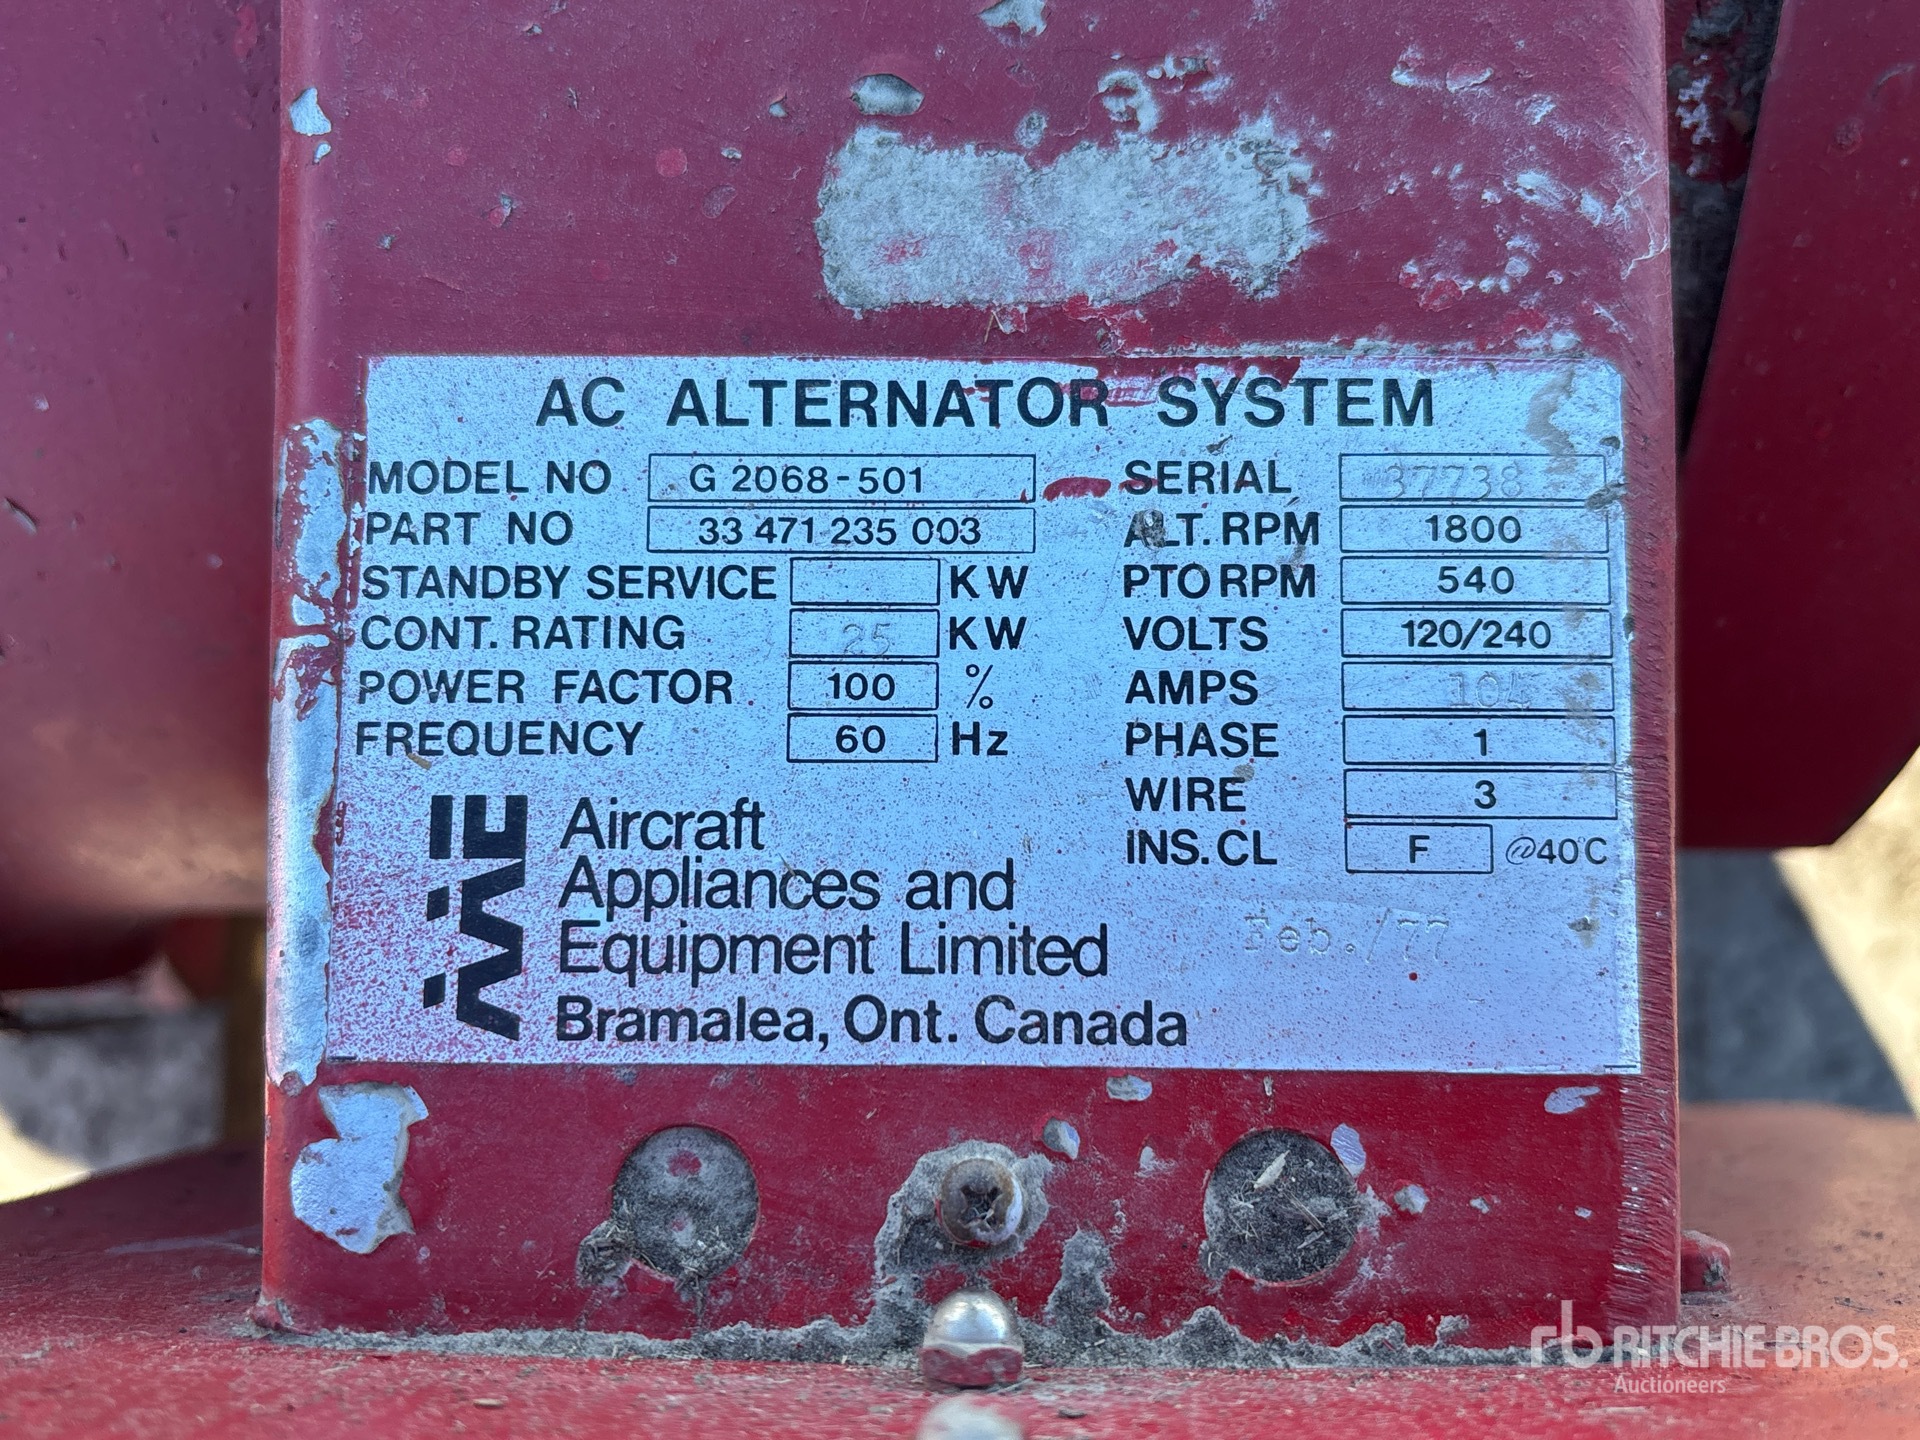 AC ALTERNATOR SYSTEM
MODEL NO G 2068-501
PART NO 33 471 235 003
STANDBY SERVICE KW
CONT. RATING 25 KW
POWER FACTOR 100 %
FREQUENCY 60 Hz
SERIAL 37738
ALT. RPM 1800
PTO RPM 540
VOLTS 120/240
AMPS 104
PHASE 1
WIRE 3
INS. CL F @40°C
Feb./77
AAE
Aircraft
Appliances and
Equipment Limited
Bramalea, Ont. Canada
rb RITCHIE BROS.
Auctioneers